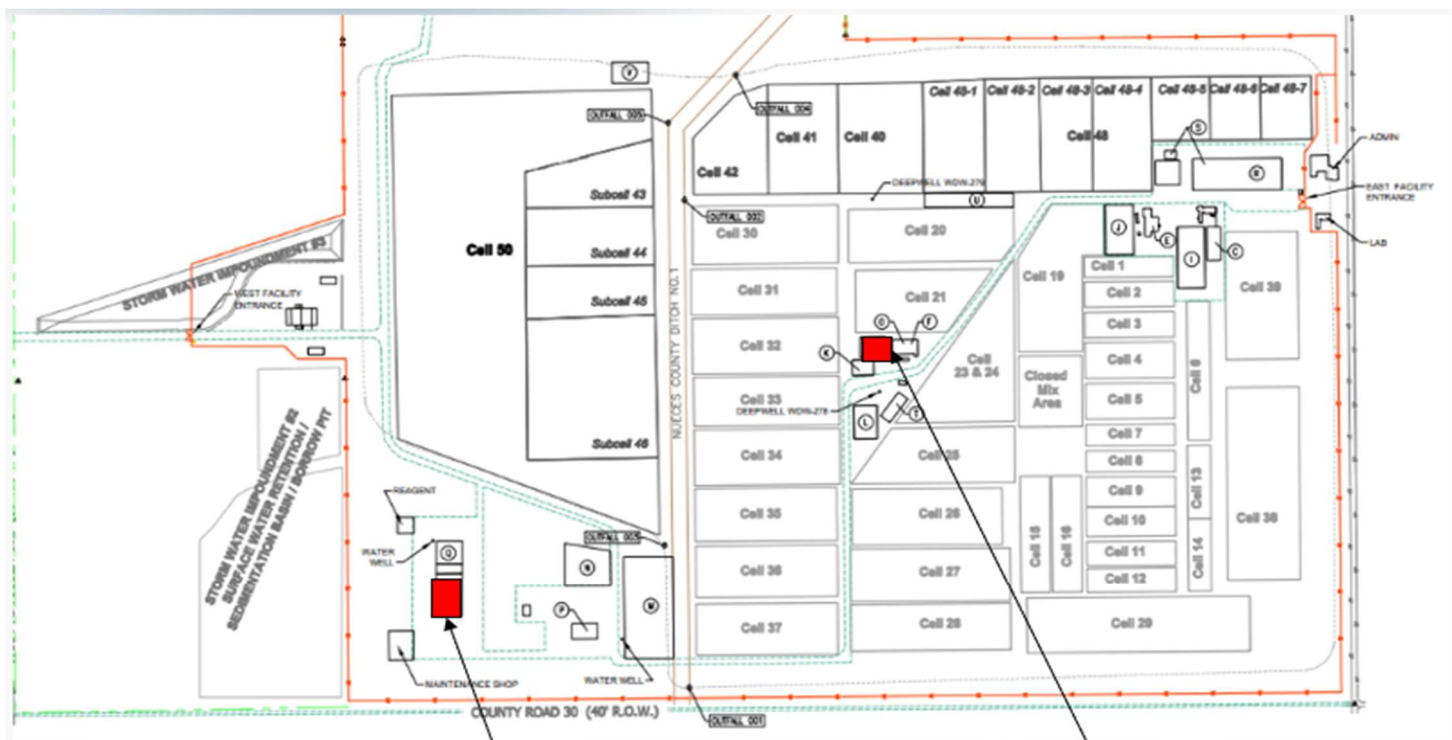 V
Cell 48-1
Cell 48-2
Cell 48-3
Cell 48-4
Cell 48-5
Cell 48-6
Cell 48-7
OUTFALL 004
Cell 42
Cell 41
Cell 40
Cell 48
S
R
ADMIN
EAST FACILITY
ENTRANCE
LAB
DEEPWELL WDW-279
U
OUTFALL 002
Subcell 43
Subcell 44
Subcell 45
Subcell 46
Cell 50
NUECES COUNTY DITCH NO. 1
Cell 30
Cell 31
Cell 32
Cell 33
Cell 34
Cell 35
Cell 36
Cell 37
Cell 20
Cell 21
F
K
Cell
23 & 24
DEEPWELL WDW-278
L
T
Cell 25
Cell 26
Cell 27
Cell 28
Cell 19
Closed
Mix
Area
Cell 15
Cell 16
J
E
I
C
Cell 1
Cell 2
Cell 3
Cell 4
Cell 5
Cell 7
Cell 8
Cell 9
Cell 10
Cell 11
Cell 12
Cell 6
Cell 13
Cell 14
Cell 39
Cell 38
Cell 29
STORM WATER IMPOUNDMENT #3
WEST FACILITY
ENTRANCE
STORM WATER IMPOUNDMENT #2
SURFACE WATER RETENTION /
SEDIMENTATION BASIN / BORROW PIT
REAGENT
WATER
WELL
Q
MAINTENANCE SHOP
N
P
M
WATER WELL
COUNTY ROAD 30 (40' R.O.W.)
OUTFALL 001